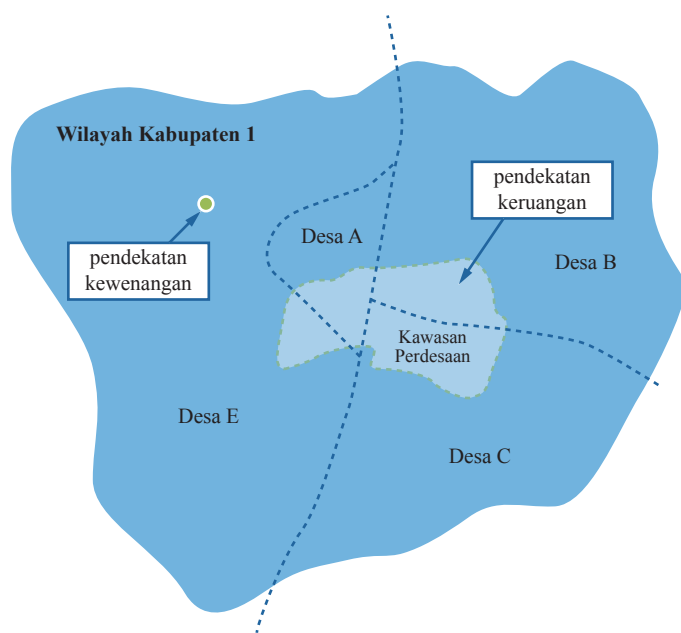 Wilayah Kabupaten 1
pendekatan
keruangan
pendekatan
kewenangan
Desa A
Desa B
Kawasan
Perdesaan
Desa E
Desa C